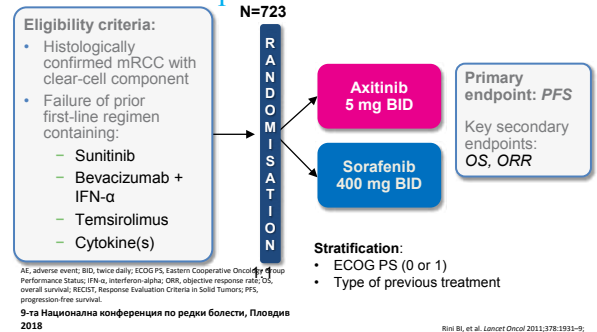 N=723
Eligibility criteria:
• Histologically
confirmed mRCC with
clear-cell component
• Failure of prior
first-line regimen
containing:
− Sunitinib
− Bevacizumab +
IFN-α
− Temsirolimus
− Cytokine(s)
RANDOMISATION
1:1
Axitinib
5 mg BID
Sorafenib
400 mg BID
Primary
endpoint: PFS
Key secondary
endpoints:
OS, ORR
Stratification:
• ECOG PS (0 or 1)
• Type of previous treatment
AE, adverse event; BID, twice daily; ECOG PS, Eastern Cooperative Oncology Group
Performance Status; IFN-α, interferon-alpha; ORR, objective response rate; OS,
overall survival; RECIST, Response Evaluation Criteria in Solid Tumors; PFS,
progression-free survival.
9-та Национална конференция по редки болести, Пловдив
2018
Rini BI, et al. Lancet Oncol 2011;378:1931–9;